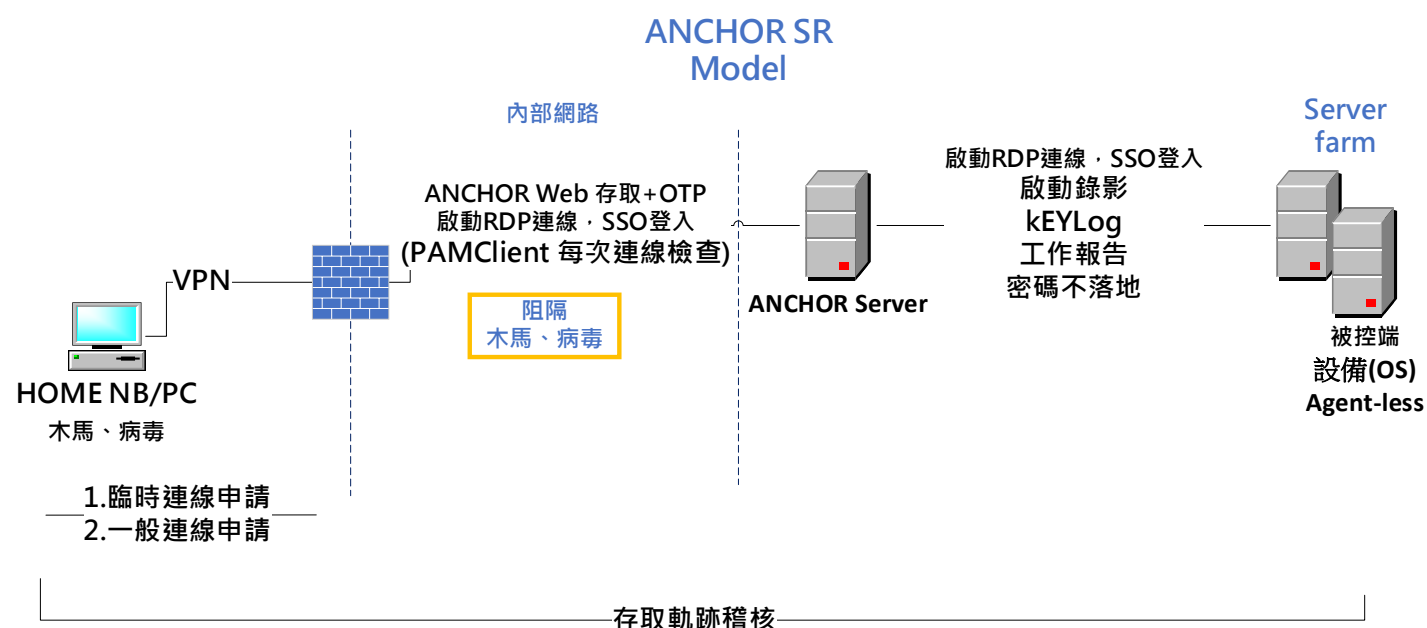 ANCHOR SR
Model
內部網路
Server
farm
ANCHOR Web 存取+OTP
啟動RDP連線，SSO登入
(PAMClient 每次連線檢查)
啟動RDP連線，SSO登入
啟動錄影
kEYLog
工作報告
密碼不落地
VPN
阻隔
木馬、病毒
ANCHOR Server
被控端
設備(OS)
Agent-less
HOME NB/PC
木馬、病毒
1.臨時連線申請
2.一般連線申請
存取軌跡稽核